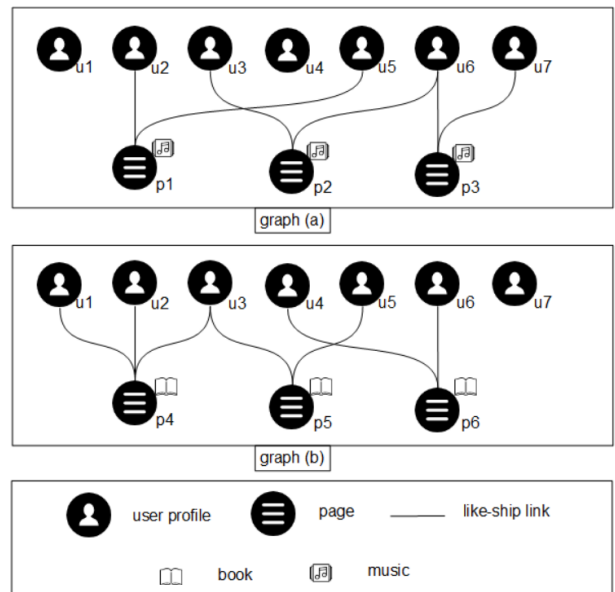 u1 u2 u3 u4 u5 u6 u7
p1 p2 p3
graph (a)
u1 u2 u3 u4 u5 u6 u7
p4 p5 p6
graph (b)
user profile page like-ship link
book music